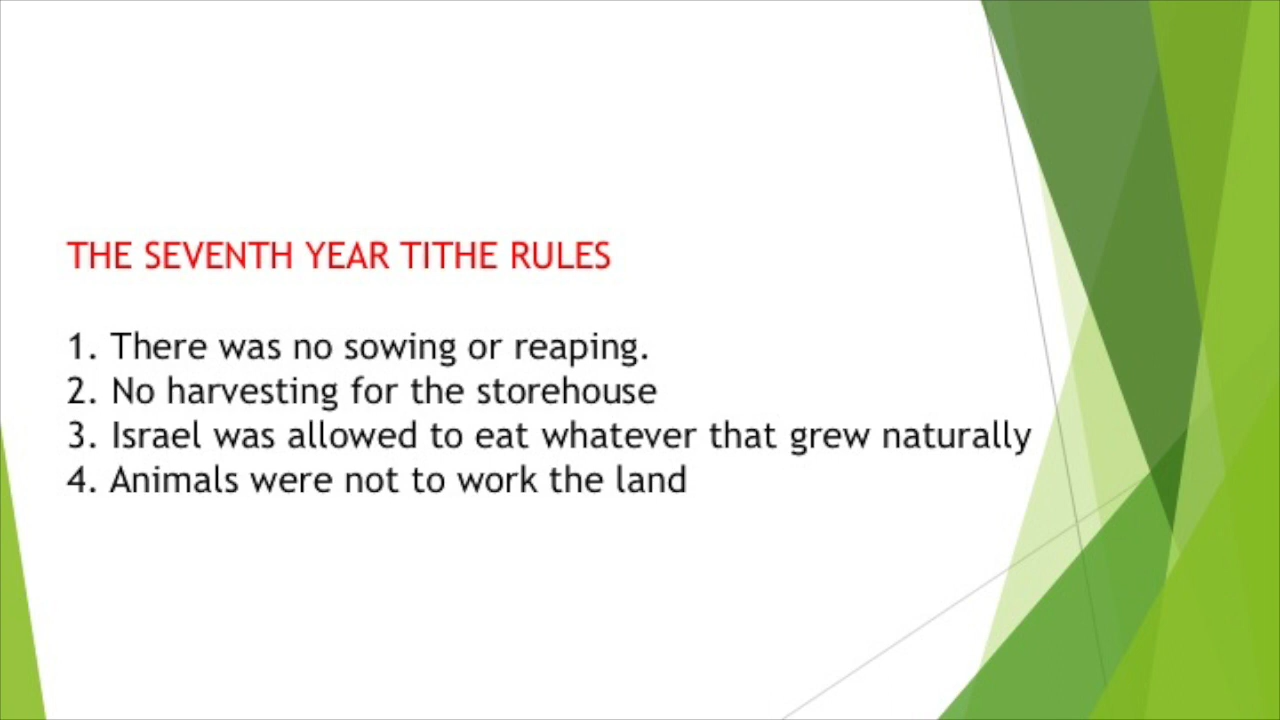 THE SEVENTH YEAR TITHE RULES
1. There was no sowing or reaping.
2. No harvesting for the storehouse
3. Israel was allowed to eat whatever that grew naturally
4. Animals were not to work the land